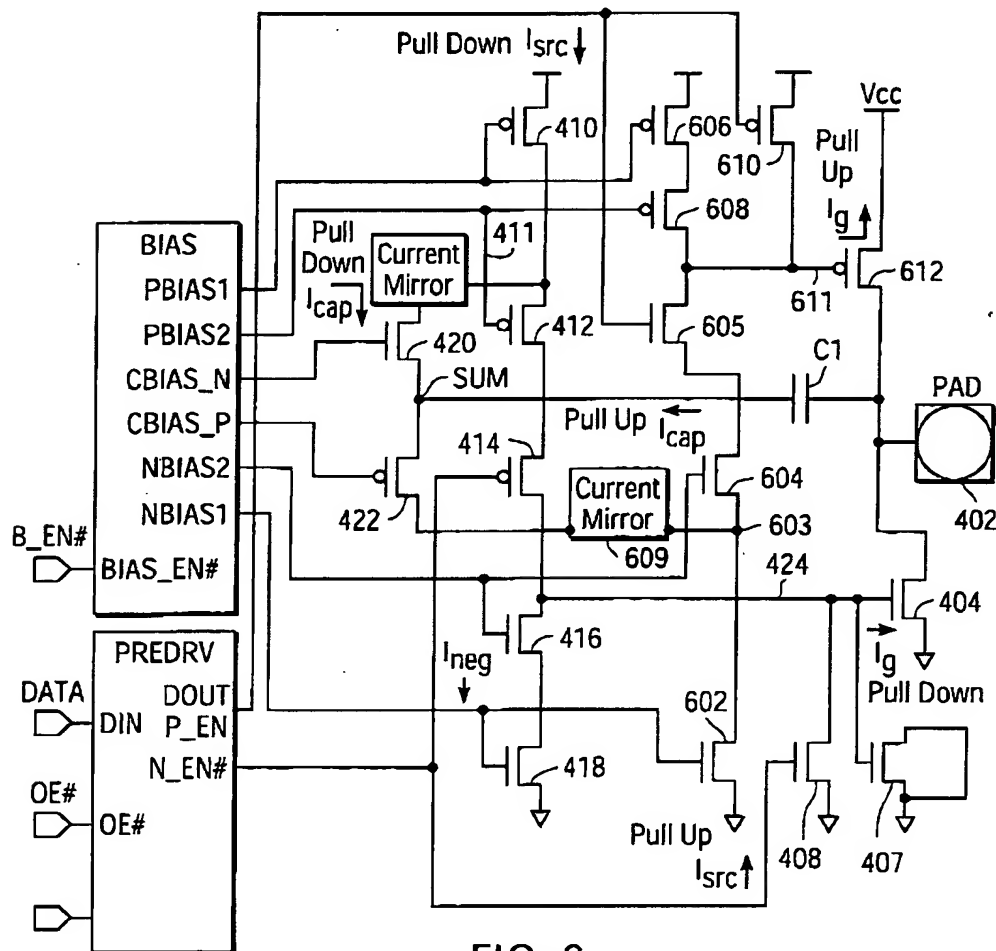 Pull Down Isrc
Vcc
410
606
610
Pull
Up
Ig
BIAS
PBIAS1
PBIAS2
CBIAS_N
CBIAS_P
NBIAS2
NBIAS1
B_EN#
BIAS_EN#
Pull
Down
Icap
Current
Mirror
411
608
611
612
412
605
420
SUM
C1
PAD
Pull Up Icap
414
422
Current
Mirror
609
604
603
402
424
404
416
Ineg
Ig
Pull Down
PREDRV
DATA
DIN
DOUT
P_EN
N_EN#
OE#
OE#
602
418
Pull Up
Isrc
408
407